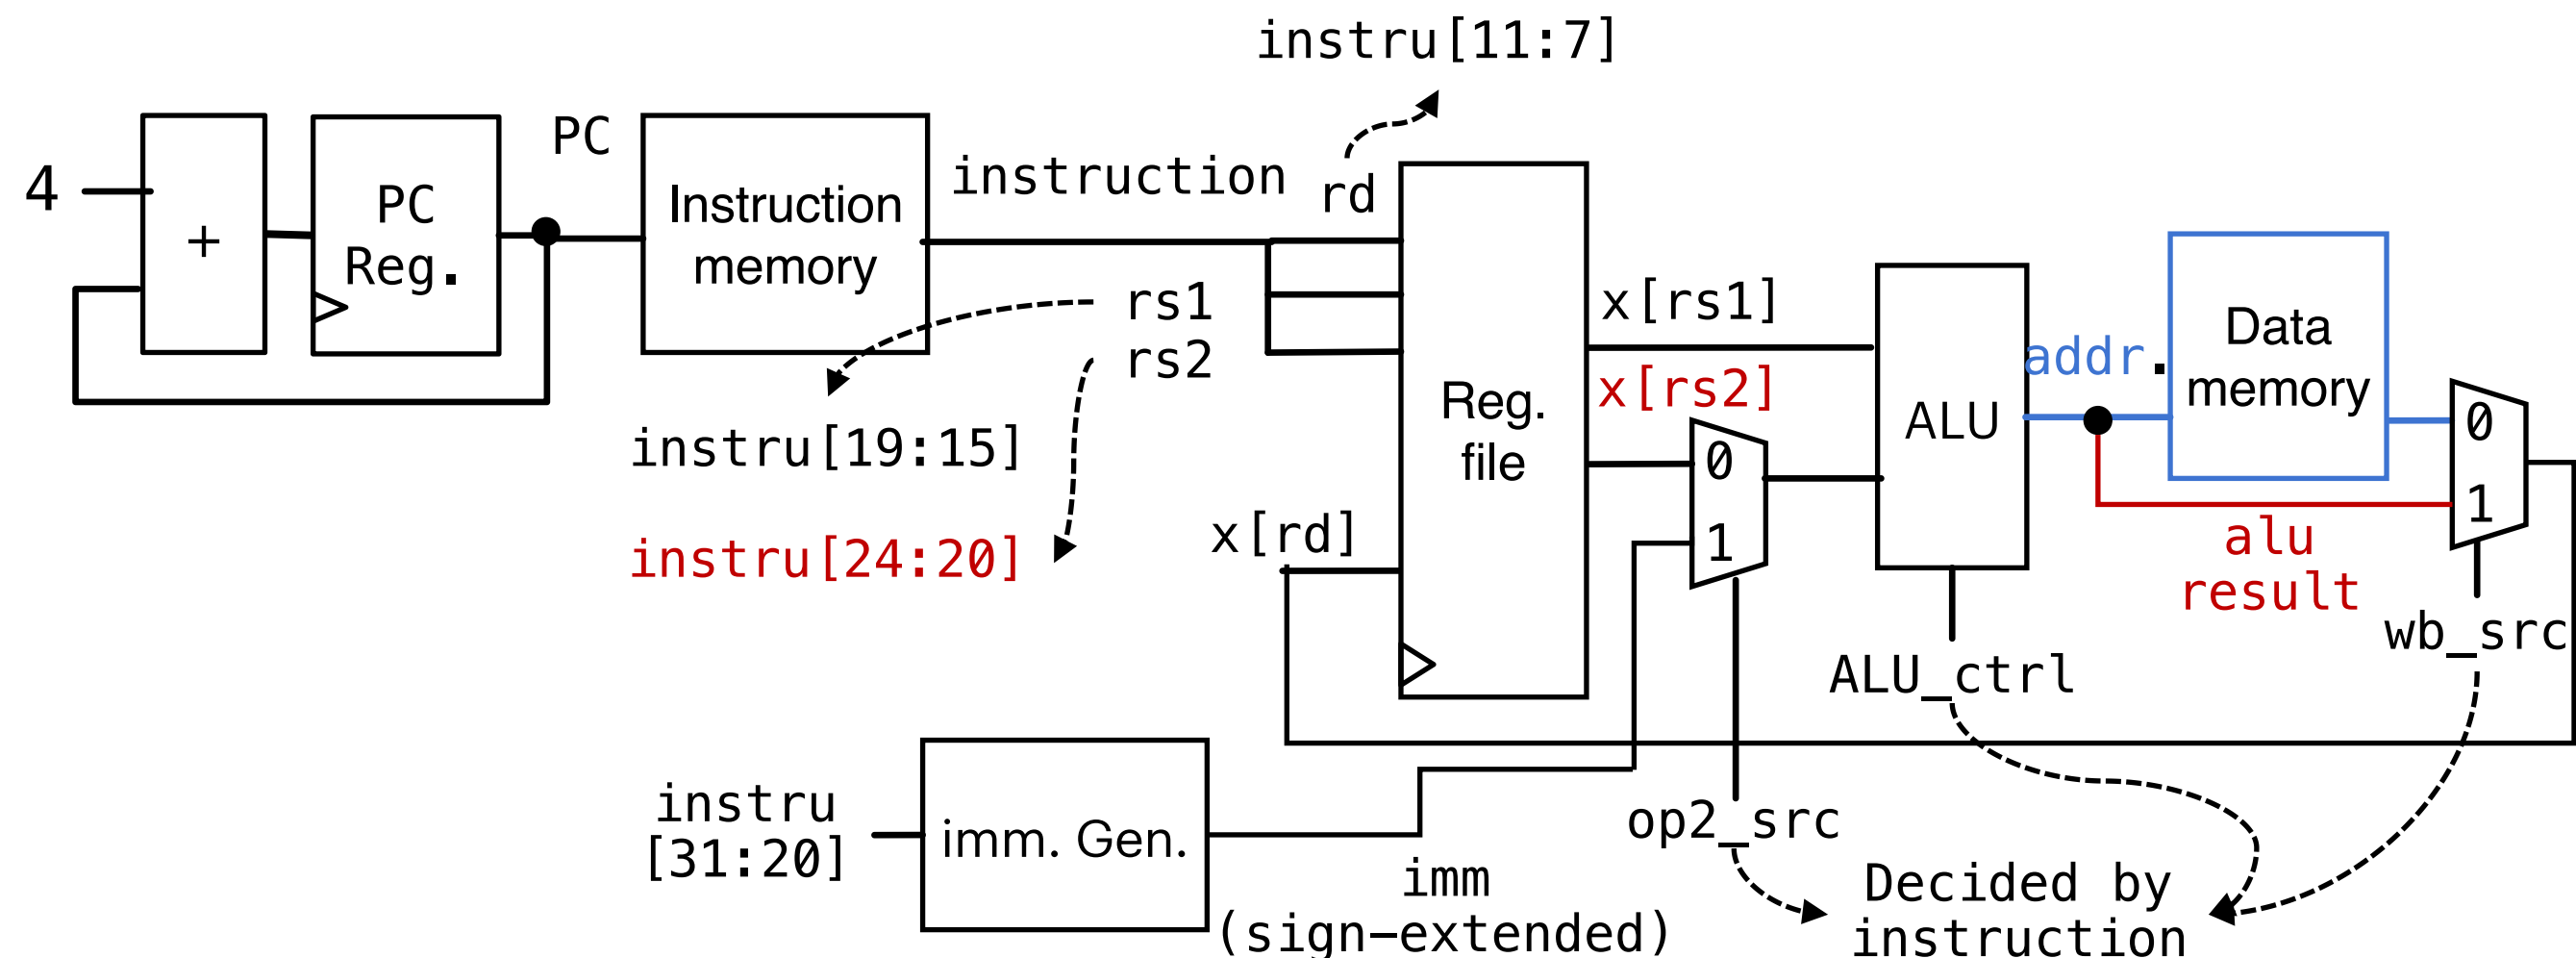 instru[11:7]
4
+
PC
Reg.
PC
Instruction
memory
instruction
rd
rs1
rs2
instru[19:15]
instru[24:20]
x[rd]
Reg.
file
x[rs1]
x[rs2]
0
1
ALU
addr.
Data
memory
0
1
alu
result
wb_src
ALU_ctrl
op2_src
instru
[31:20]
imm. Gen.
imm
(sign-extended)
Decided by
instruction